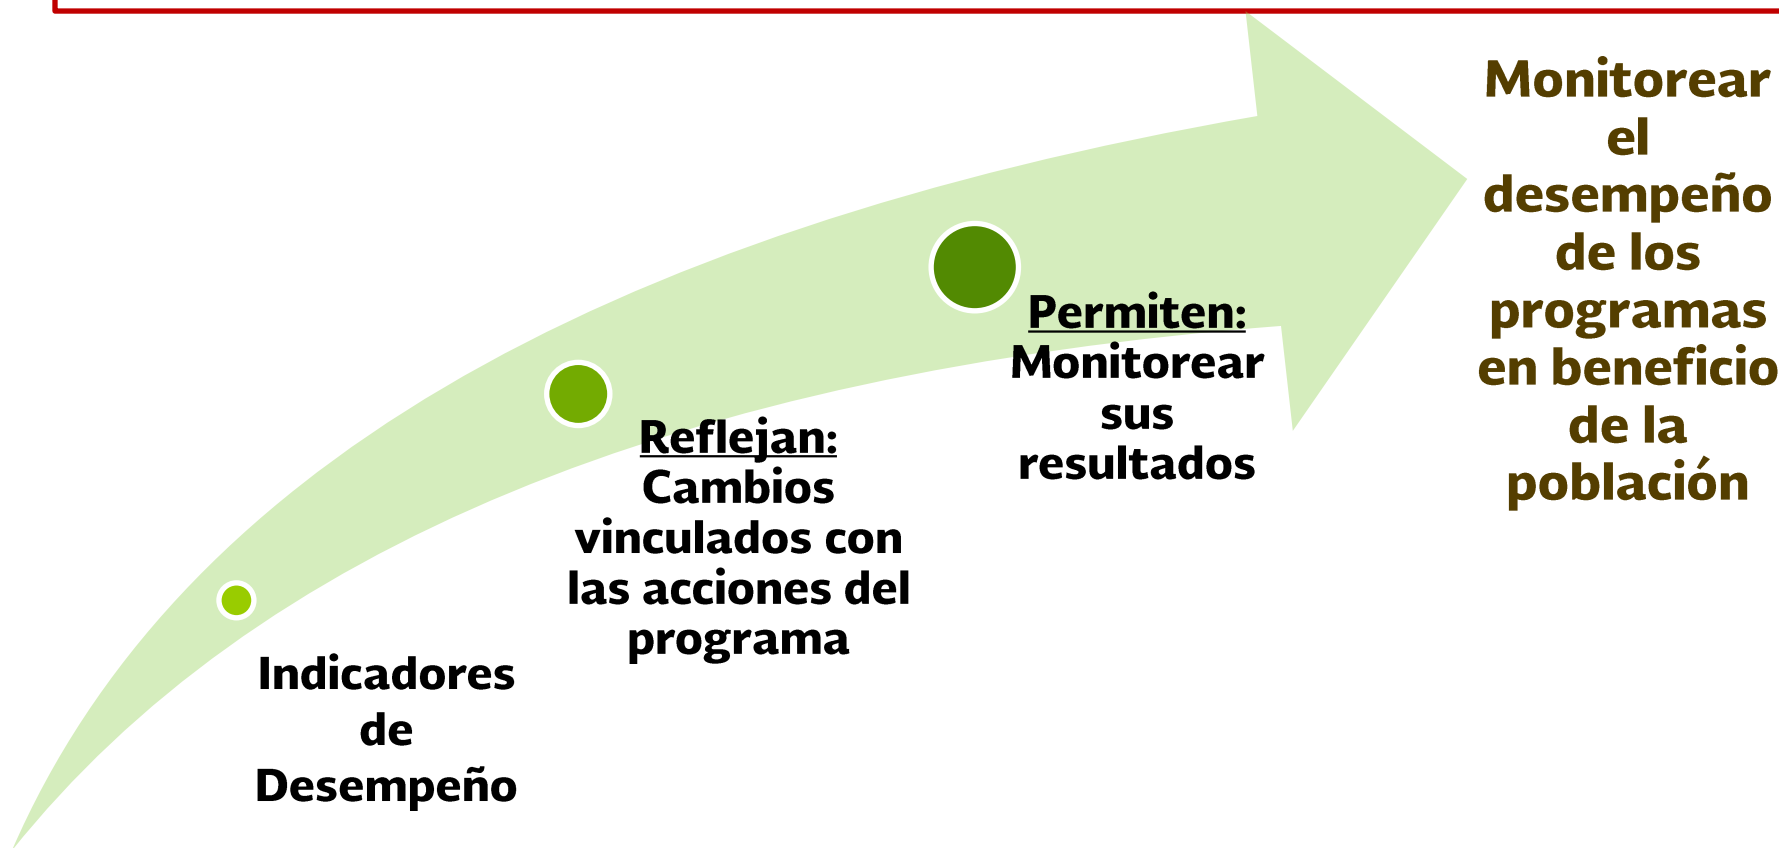 Indicadores
de
Desempeño
Reflejan:
Cambios
vinculados con
las acciones del
programa
Permiten:
Monitorear
sus
resultados
Monitorear
el
desempeño
de los
programas
en beneficio
de la
población